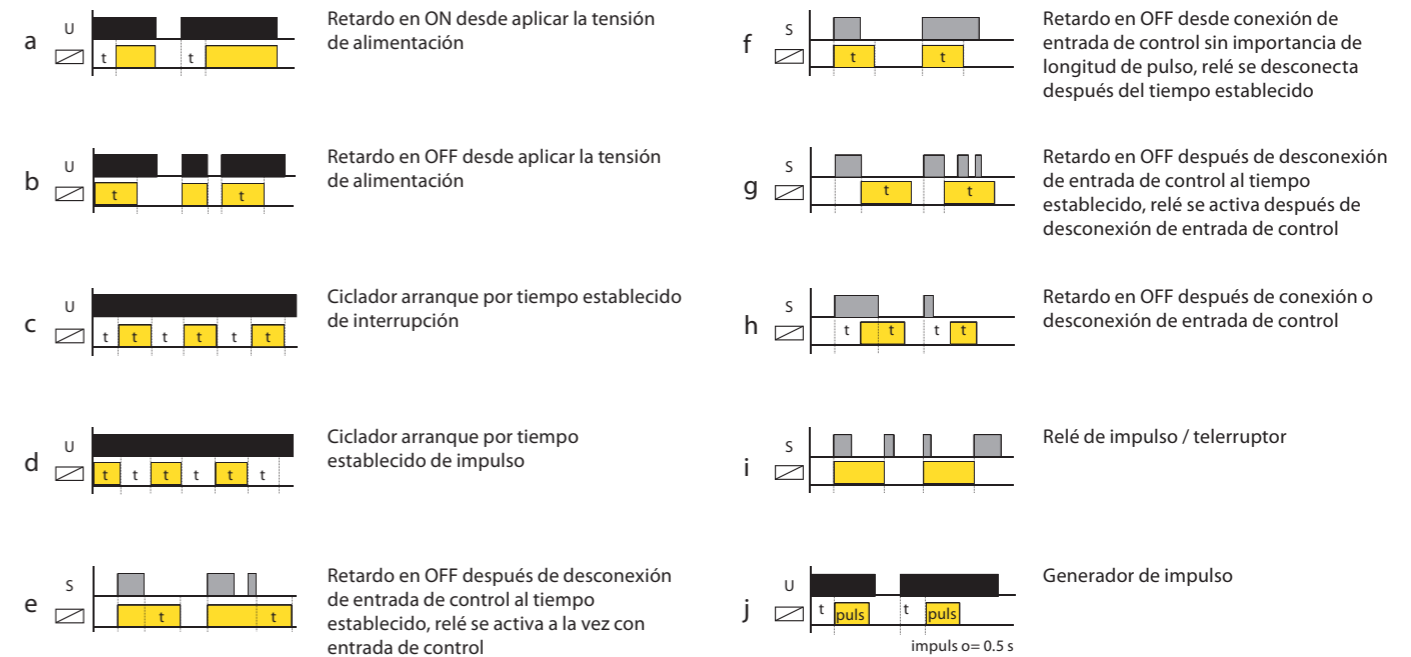 a
U
t
t
Retardo en ON desde aplicar la tensión
de alimentación
b
U
t
t
Retardo en OFF desde aplicar la tensión
de alimentación
c
U
t t t t t t
Ciclador arranque por tiempo establecido
de interrupción
d
U
t t t t t t
Ciclador arranque por tiempo
establecido de impulso
e
S
t
t
Retardo en OFF después de desconexión
de entrada de control al tiempo
establecido, relé se activa a la vez con
entrada de control
f
S
t
t
Retardo en OFF desde conexión de
entrada de control sin importancia de
longitud de pulso, relé se desconecta
después del tiempo establecido
g
S
t
t
Retardo en OFF después de desconexión
de entrada de control al tiempo
establecido, relé se activa después de
desconexión de entrada de control
h
S
t t t t
Retardo en OFF después de conexión o
desconexión de entrada de control
i
S
Relé de impulso / telerruptor
j
U
t puls t puls
impuls o= 0.5 s
Generador de impulso